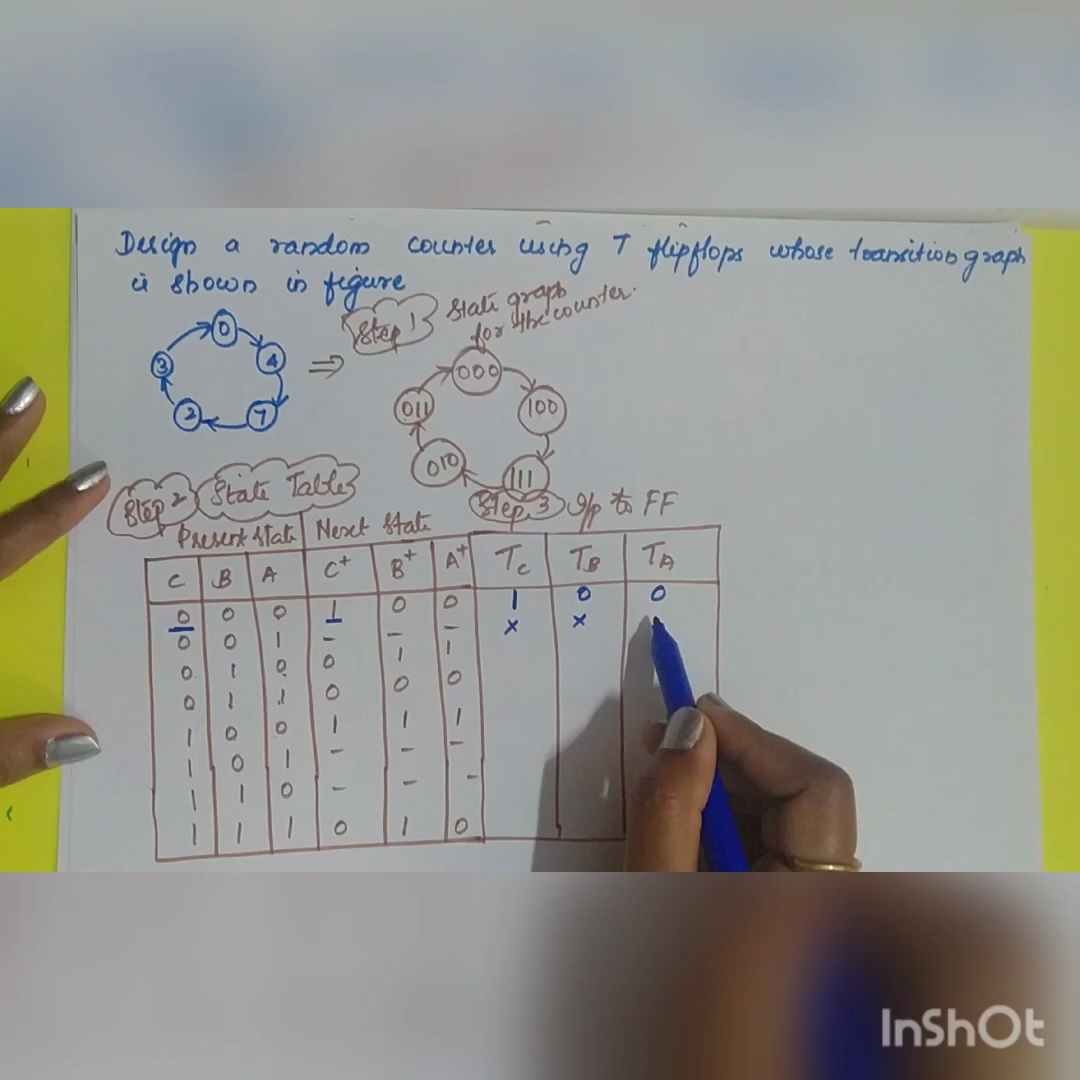 Design a random counter using T flipflops whose transition graph
is shown in figure
Step 1 State graph
for the counter.
0
3 4
2 7
⇒
000
011 100
010 111
Step 2 State Table
Step 3 I/p to FF
Present State Next State
C B A C+ B+ A+ TC TB TA
0 0 0 1 0 0 1 0 0
0 0 1 - - - x x
0 1 0 0 1 1
0 1 1 0 0 0
1 0 0 1 1 1
1 0 1 - - -
1 1 0 - - -
1 1 1 0 1 0
InShOt